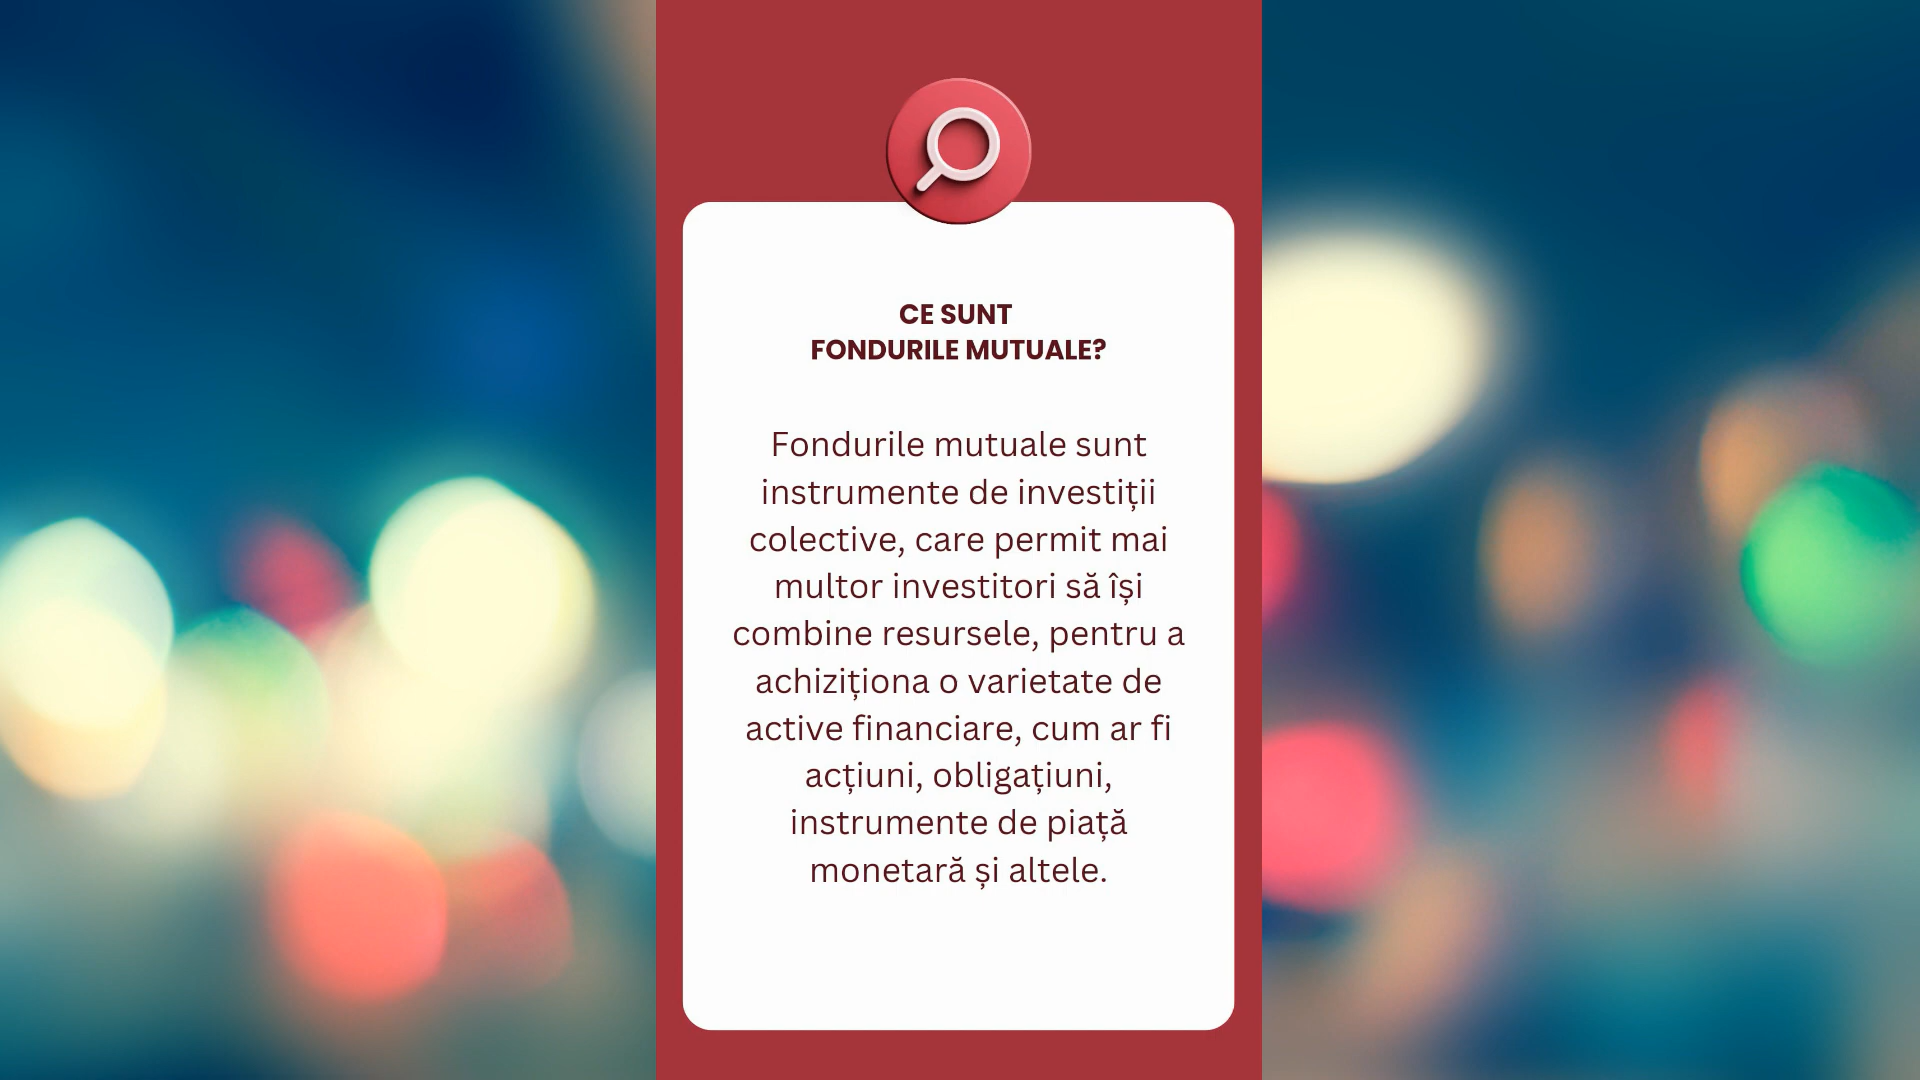 CE SUNT
FONDURILE MUTUALE?
Fondurile mutuale sunt
instrumente de investiții
colective, care permit mai
multor investitori să își
combine resursele, pentru a
achiziționa o varietate de
active financiare, cum ar fi
acțiuni, obligațiuni,
instrumente de piață
monetară și altele.